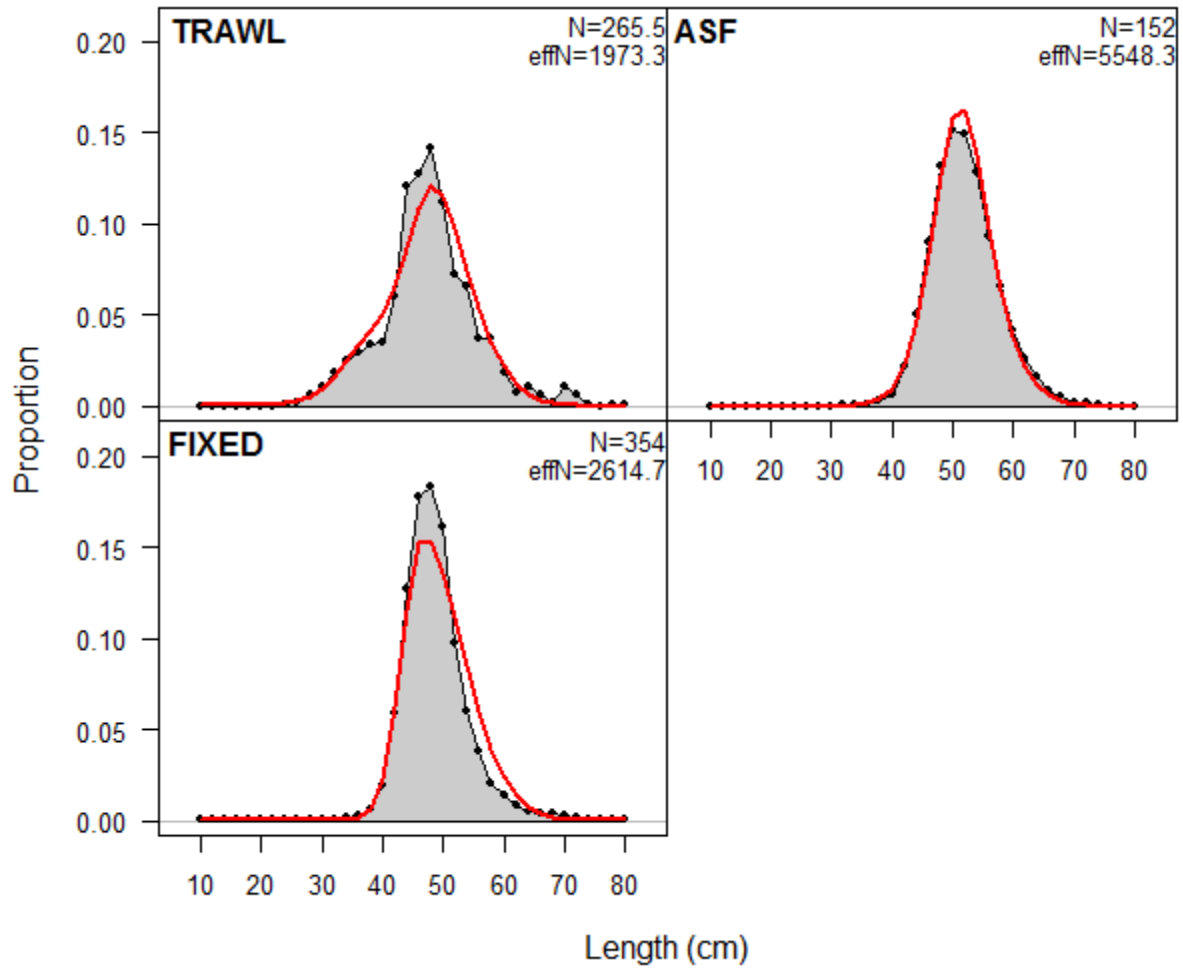 TRAWL
N=265.5
effN=1973.3
ASF
N=152
effN=5548.3
0.20
0.15
0.10
0.05
0.00
10 20 30 40 50 60 70 80
FIXED
N=354
effN=2614.7
0.20
0.15
0.10
0.05
0.00
10 20 30 40 50 60 70 80
Proportion
Length (cm)